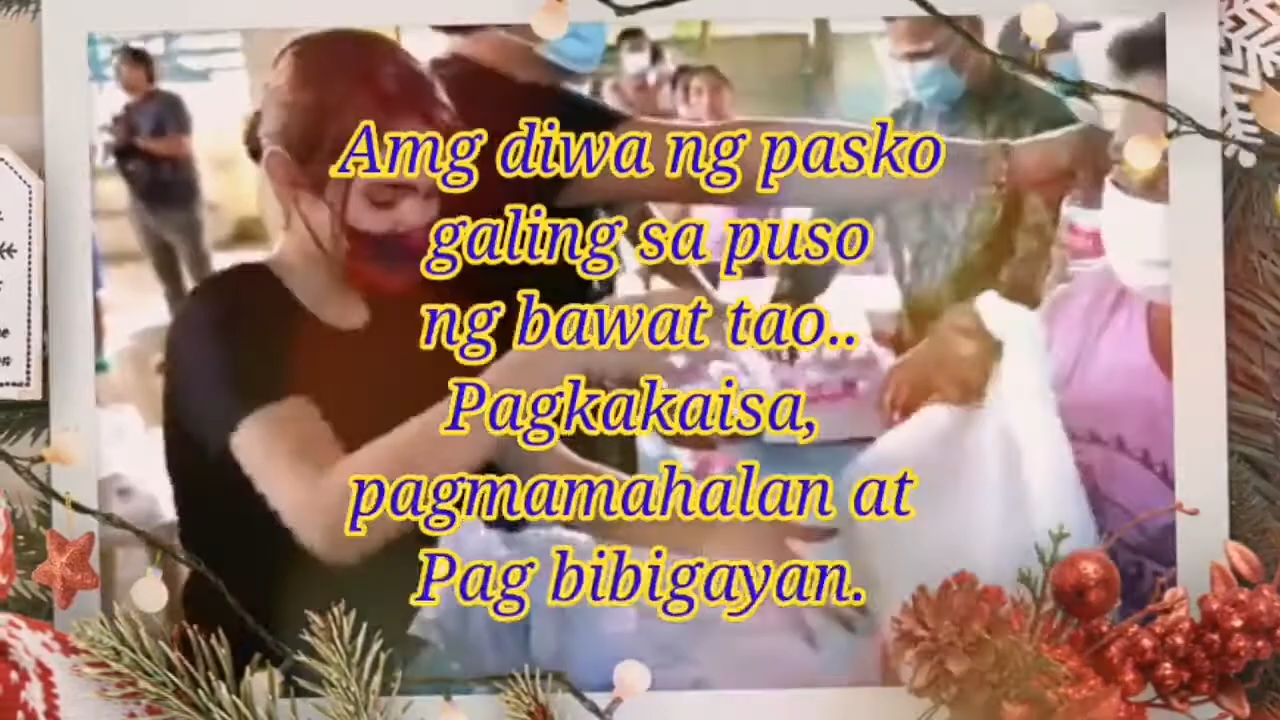 Amg diwa ng pasko
galing sa puso
ng bawat tao..
Pagkakaisa,
pagmamahalan at
Pag bibigayan.